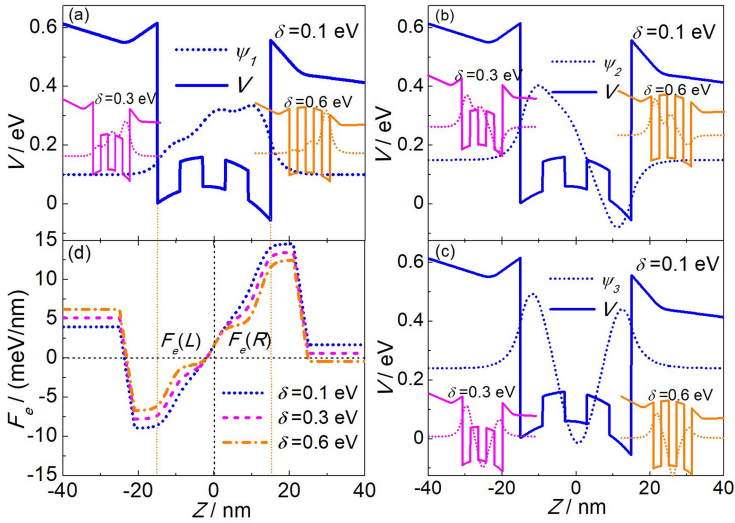 (a)
δ=0.1 eV
ψ1
V
δ=0.3 eV
δ=0.6 eV
V / eV
0.6
0.4
0.2
0
(b)
δ=0.1 eV
ψ2
V
δ=0.3 eV
δ=0.6 eV
V / eV
0.6
0.4
0.2
0
(d)
Fe(L)
Fe(R)
δ=0.1 eV
δ=0.3 eV
δ=0.6 eV
Fe / (meV/nm)
15
10
5
0
-5
-10
-15
-40 -20 0 20 40
Z / nm
(c)
δ=0.1 eV
ψ3
V
δ=0.3 eV
δ=0.6 eV
V / eV
0.6
0.4
0.2
0
-40 -20 0 20 40
Z / nm